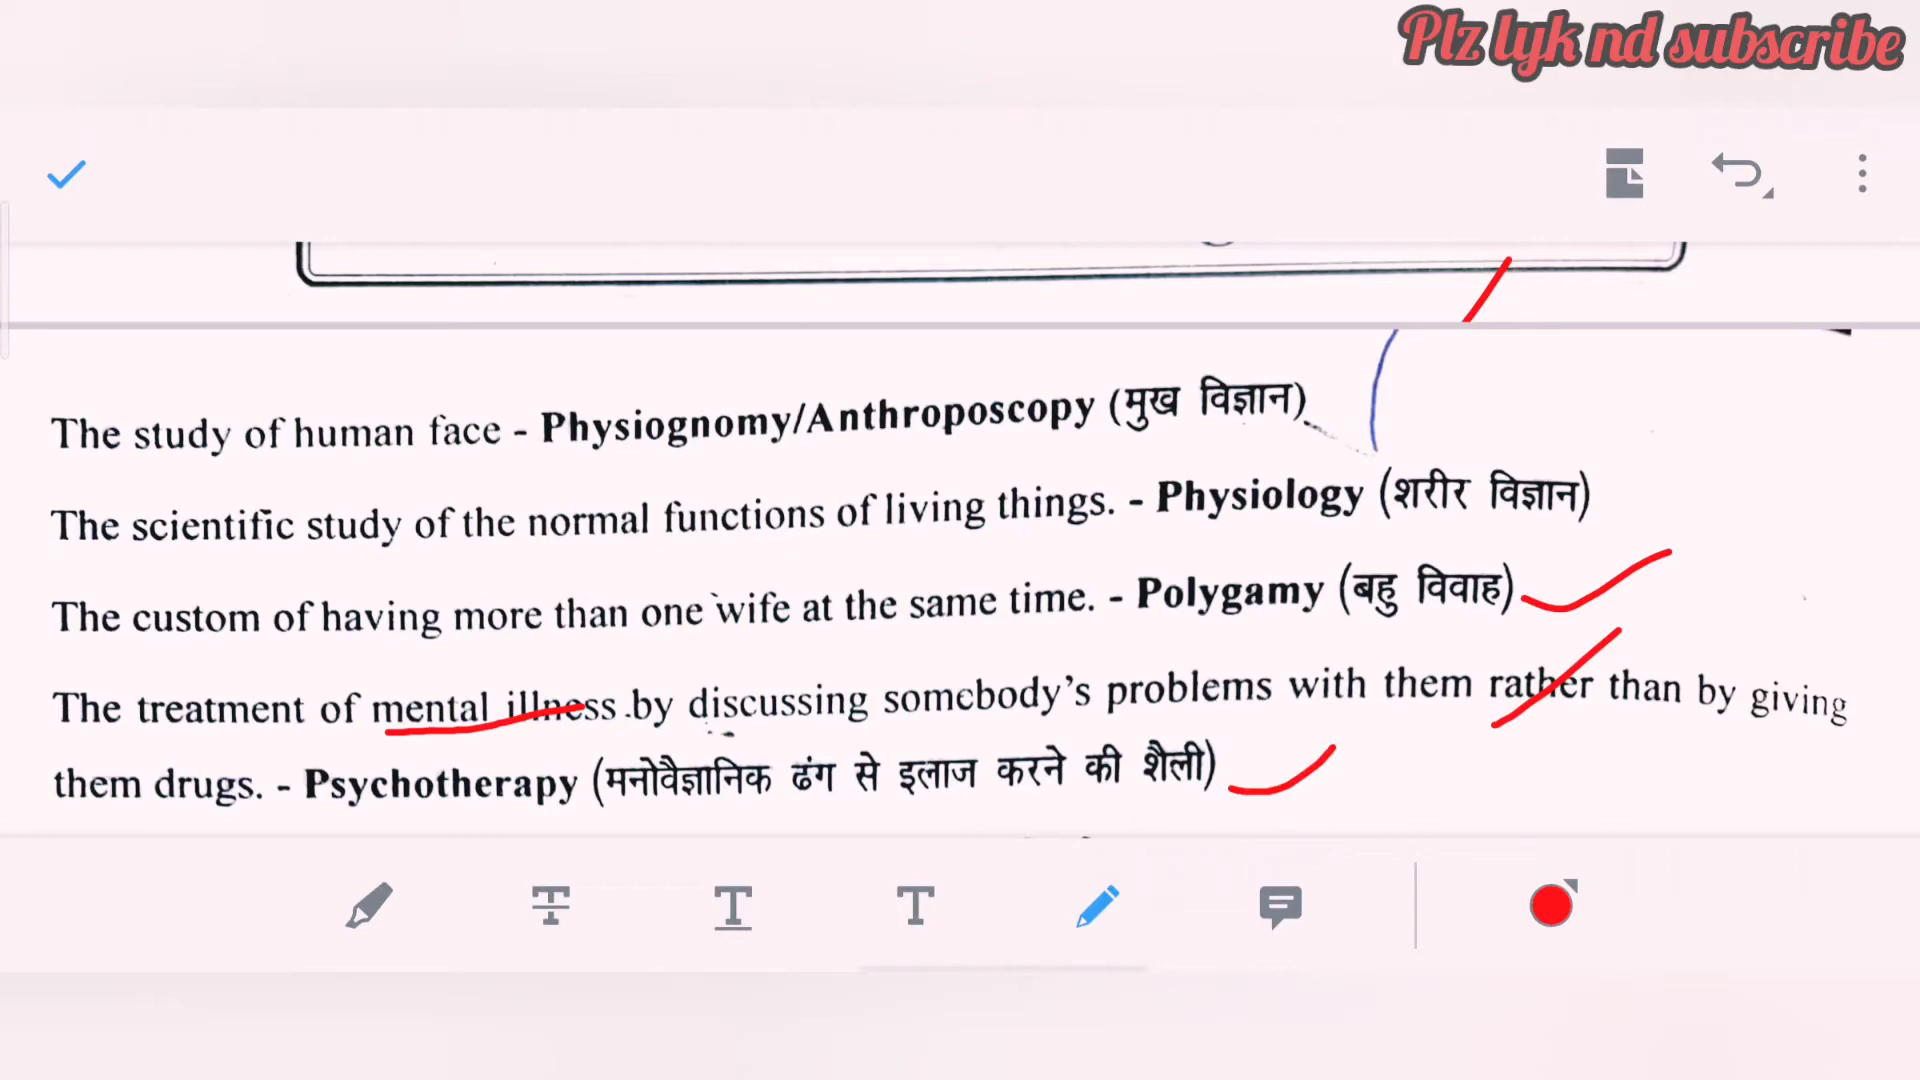 Plz lyk nd subscribe
The study of human face - Physiognomy/Anthroposcopy (मुख विज्ञान)
The scientific study of the normal functions of living things. - Physiology (शरीर विज्ञान)
The custom of having more than one wife at the same time. - Polygamy (बहु विवाह)
The treatment of mental illness by discussing somebody's problems with them rather than by giving
them drugs. - Psychotherapy (मनोवैज्ञानिक ढंग से इलाज करने की शैली)